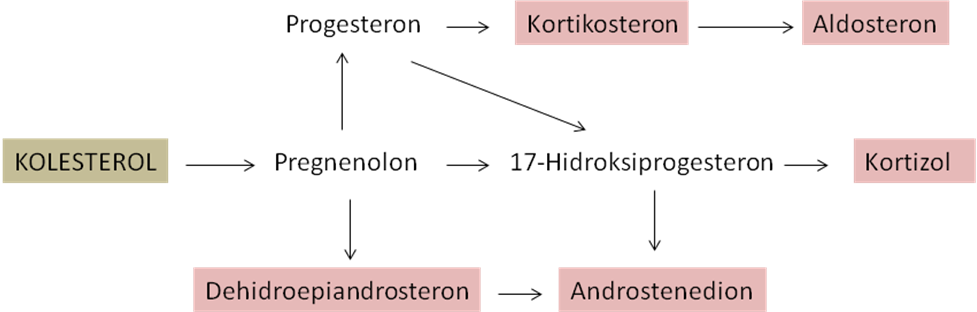 Progesteron
Kortikosteron
Aldosteron
KOLESTEROL
Pregnenolon
17-Hidroksiprogesteron
Kortizol
Dehidroepiandrosteron
Androstenedion